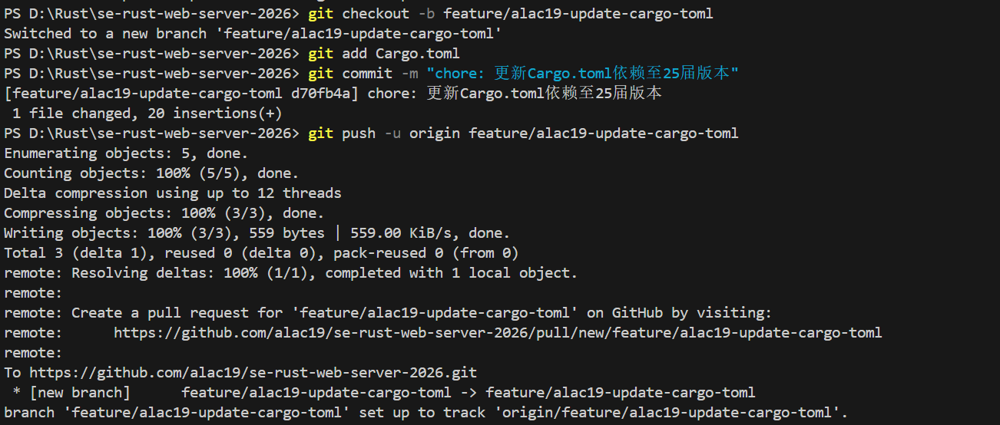 PS D:\Rust\se-rust-web-server-2026> git checkout -b feature/alac19-update-cargo-toml
Switched to a new branch 'feature/alac19-update-cargo-toml'
PS D:\Rust\se-rust-web-server-2026> git add Cargo.toml
PS D:\Rust\se-rust-web-server-2026> git commit -m "chore: 更新Cargo.toml依赖至25届版本"
[feature/alac19-update-cargo-toml d70fb4a] chore: 更新Cargo.toml依赖至25届版本
 1 file changed, 20 insertions(+)
PS D:\Rust\se-rust-web-server-2026> git push -u origin feature/alac19-update-cargo-toml
Enumerating objects: 5, done.
Counting objects: 100% (5/5), done.
Delta compression using up to 12 threads
Compressing objects: 100% (3/3), done.
Writing objects: 100% (3/3), 559 bytes | 559.00 KiB/s, done.
Total 3 (delta 1), reused 0 (delta 0), pack-reused 0 (from 0)
remote: Resolving deltas: 100% (1/1), completed with 1 local object.
remote:
remote: Create a pull request for 'feature/alac19-update-cargo-toml' on GitHub by visiting:
remote:      https://github.com/alac19/se-rust-web-server-2026/pull/new/feature/alac19-update-cargo-toml
remote:
To https://github.com/alac19/se-rust-web-server-2026.git
 * [new branch]      feature/alac19-update-cargo-toml -> feature/alac19-update-cargo-toml
branch 'feature/alac19-update-cargo-toml' set up to track 'origin/feature/alac19-update-cargo-toml'.